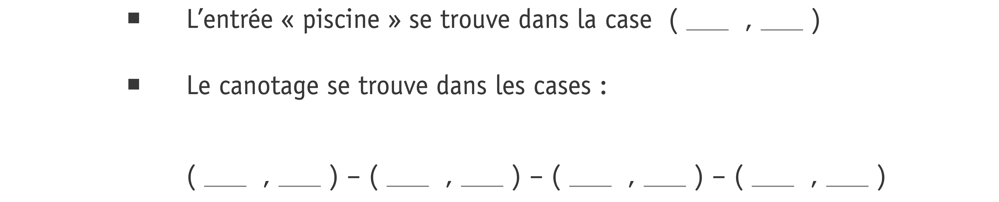 ■ L’entrée « piscine » se trouve dans la case ( ___ , ___ )
■ Le canotage se trouve dans les cases :
( ___ , ___ ) – ( ___ , ___ ) – ( ___ , ___ ) – ( ___ , ___ )